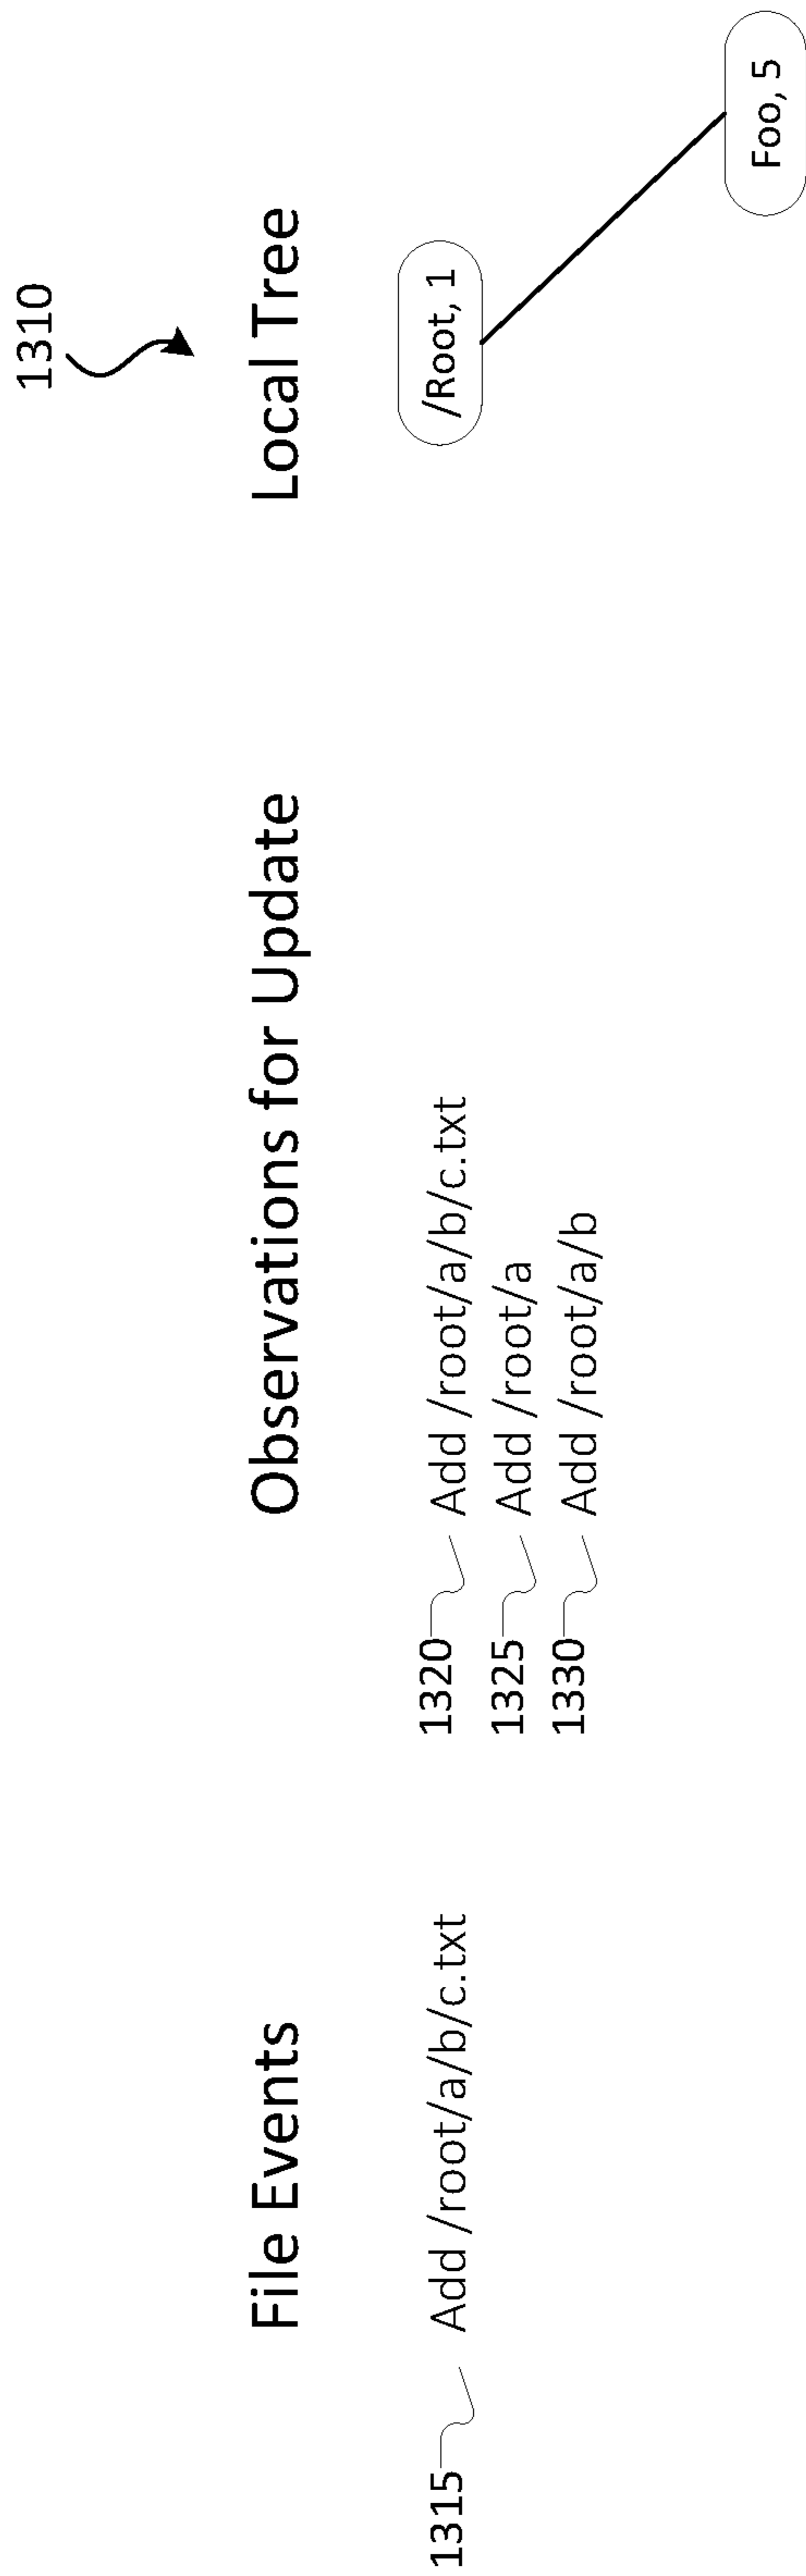 1310
File Events
Observations for Update
Local Tree
1315
Add /root/a/b/c.txt
1320
Add /root/a/b/c.txt
1325
Add /root/a
1330
Add /root/a/b
/Root, 1
Foo, 5